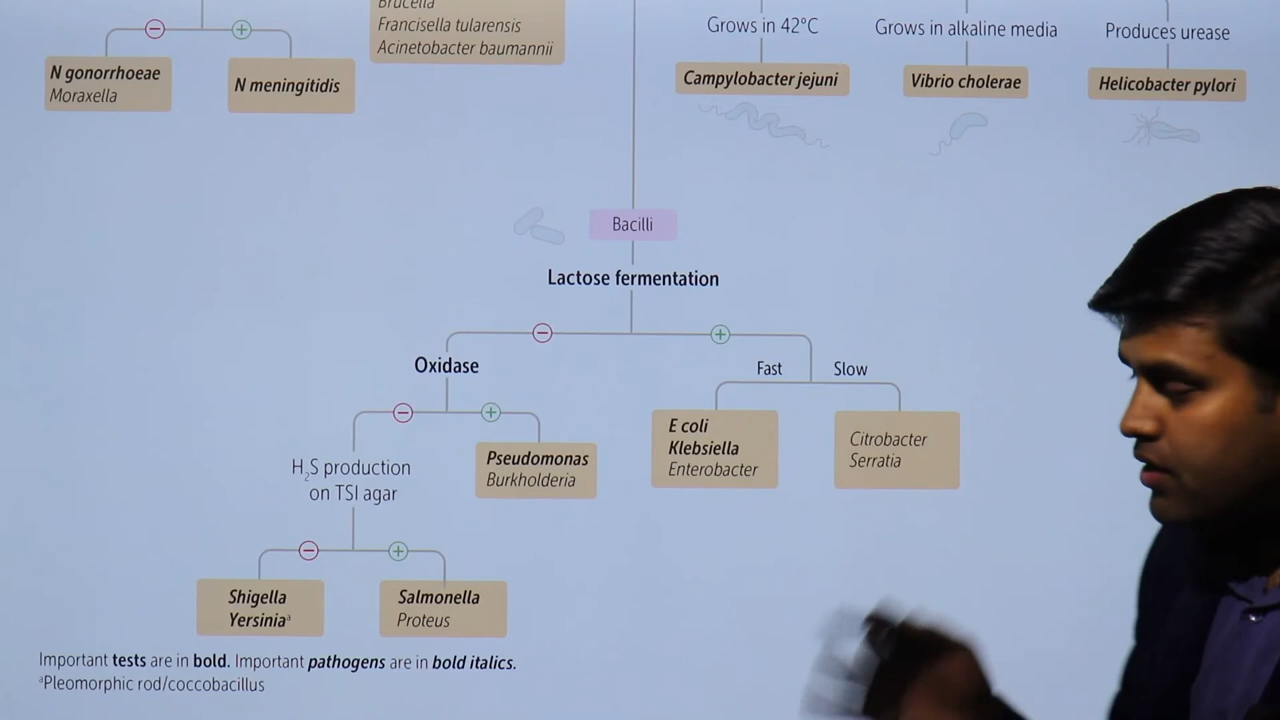 Brucella
Francisella tularensis
Acinetobacter baumannii
N gonorrhoeae
Moraxella
N meningitidis
Grows in 42°C
Campylobacter jejuni
Grows in alkaline media
Vibrio cholerae
Produces urease
Helicobacter pylori
Bacilli
Lactose fermentation
Oxidase
Fast
Slow
E coli
Klebsiella
Enterobacter
Citrobacter
Serratia
H₂S production
on TSI agar
Pseudomonas
Burkholderia
Shigella
Yersiniaᵃ
Salmonella
Proteus
Important tests are in bold. Important pathogens are in bold italics.
ᵃPleomorphic rod/coccobacillus